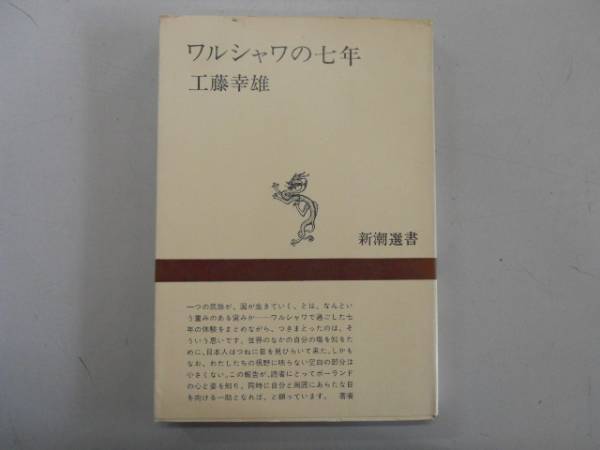 ワルシャワの七年
工藤幸雄
新潮選書
一つの民族が、国が生きていく、とは、なんとい
う重みのある営みか——ワルシャワで過ごした七
年の体験をまとめながら、つきまとったのは、そ
ういう思いです。世界のなかの自分の場を知るた
めに、日本人はつねに目を見ひらいて来た。しかも
なお、わたしたちの視野に映らない空白の部分は
小さくない。この報告が、読者にとってポーランド
の心と姿を知り、同時に自分と周囲にあらたな目
を向ける一助となれば、と願っています。 著者